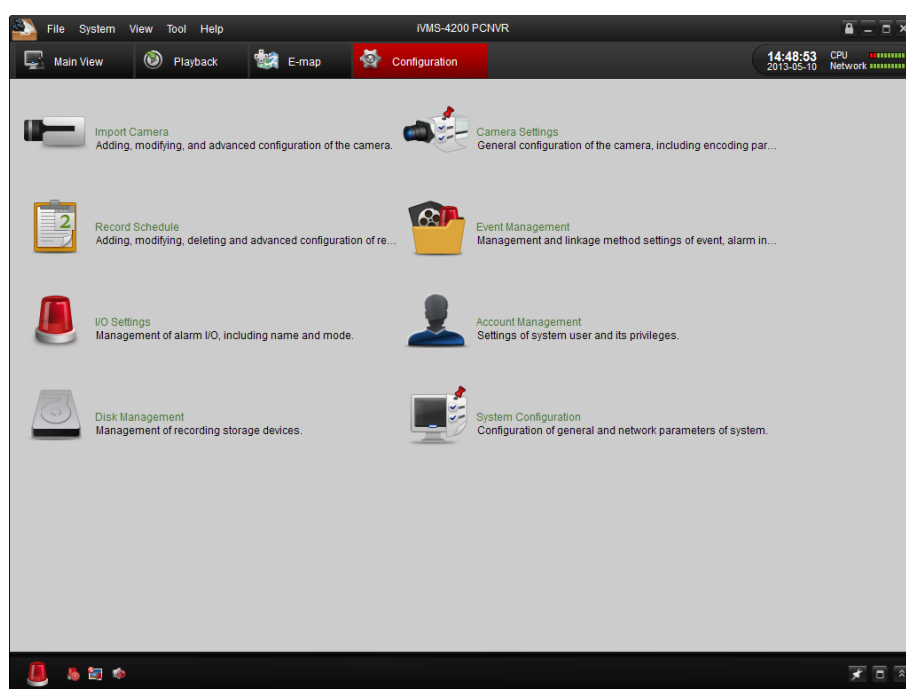 File System View Tool Help iVMS-4200 PCNVR
Main View Playback E-map Configuration 14:48:53 CPU
2013-05-10 Network
Import Camera
Adding, modifying, and advanced configuration of the camera.
Camera Settings
General configuration of the camera, including encoding par...
2
Record Schedule
Adding, modifying, deleting and advanced configuration of re...
Event Management
Management and linkage method settings of event, alarm in...
I/O Settings
Management of alarm I/O, including name and mode.
Account Management
Settings of system user and its privileges.
Disk Management
Management of recording storage devices.
System Configuration
Configuration of general and network parameters of system.